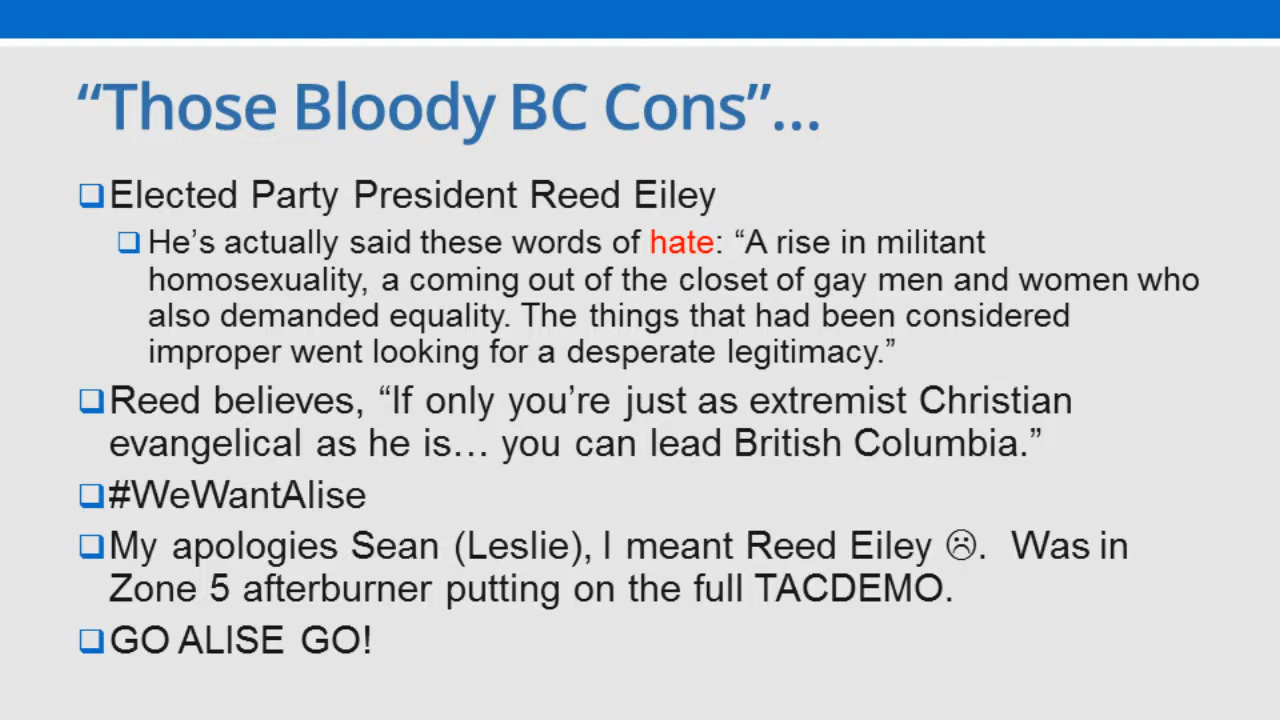 “Those Bloody BC Cons”...
Elected Party President Reed Eiley
He’s actually said these words of hate: “A rise in militant
homosexuality, a coming out of the closet of gay men and women who
also demanded equality. The things that had been considered
improper went looking for a desperate legitimacy.”
Reed believes, “If only you’re just as extremist Christian
evangelical as he is… you can lead British Columbia.”
#WeWantAlise
My apologies Sean (Leslie), I meant Reed Eiley ☹. Was in
Zone 5 afterburner putting on the full TACDEMO.
GO ALISE GO!